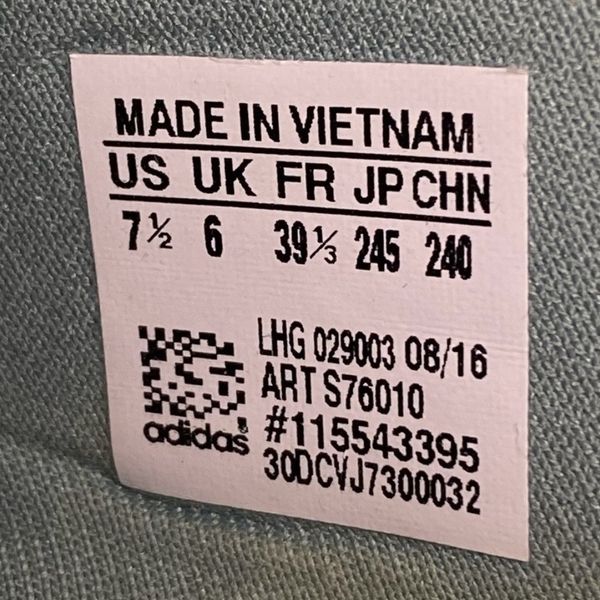 MADE IN VIETNAM
US UK FR JP CHN
7½ 6 39⅓ 245 240
LHG 029003 08/16
ART S76010
#115543395
adidas
30DCVJ7300032